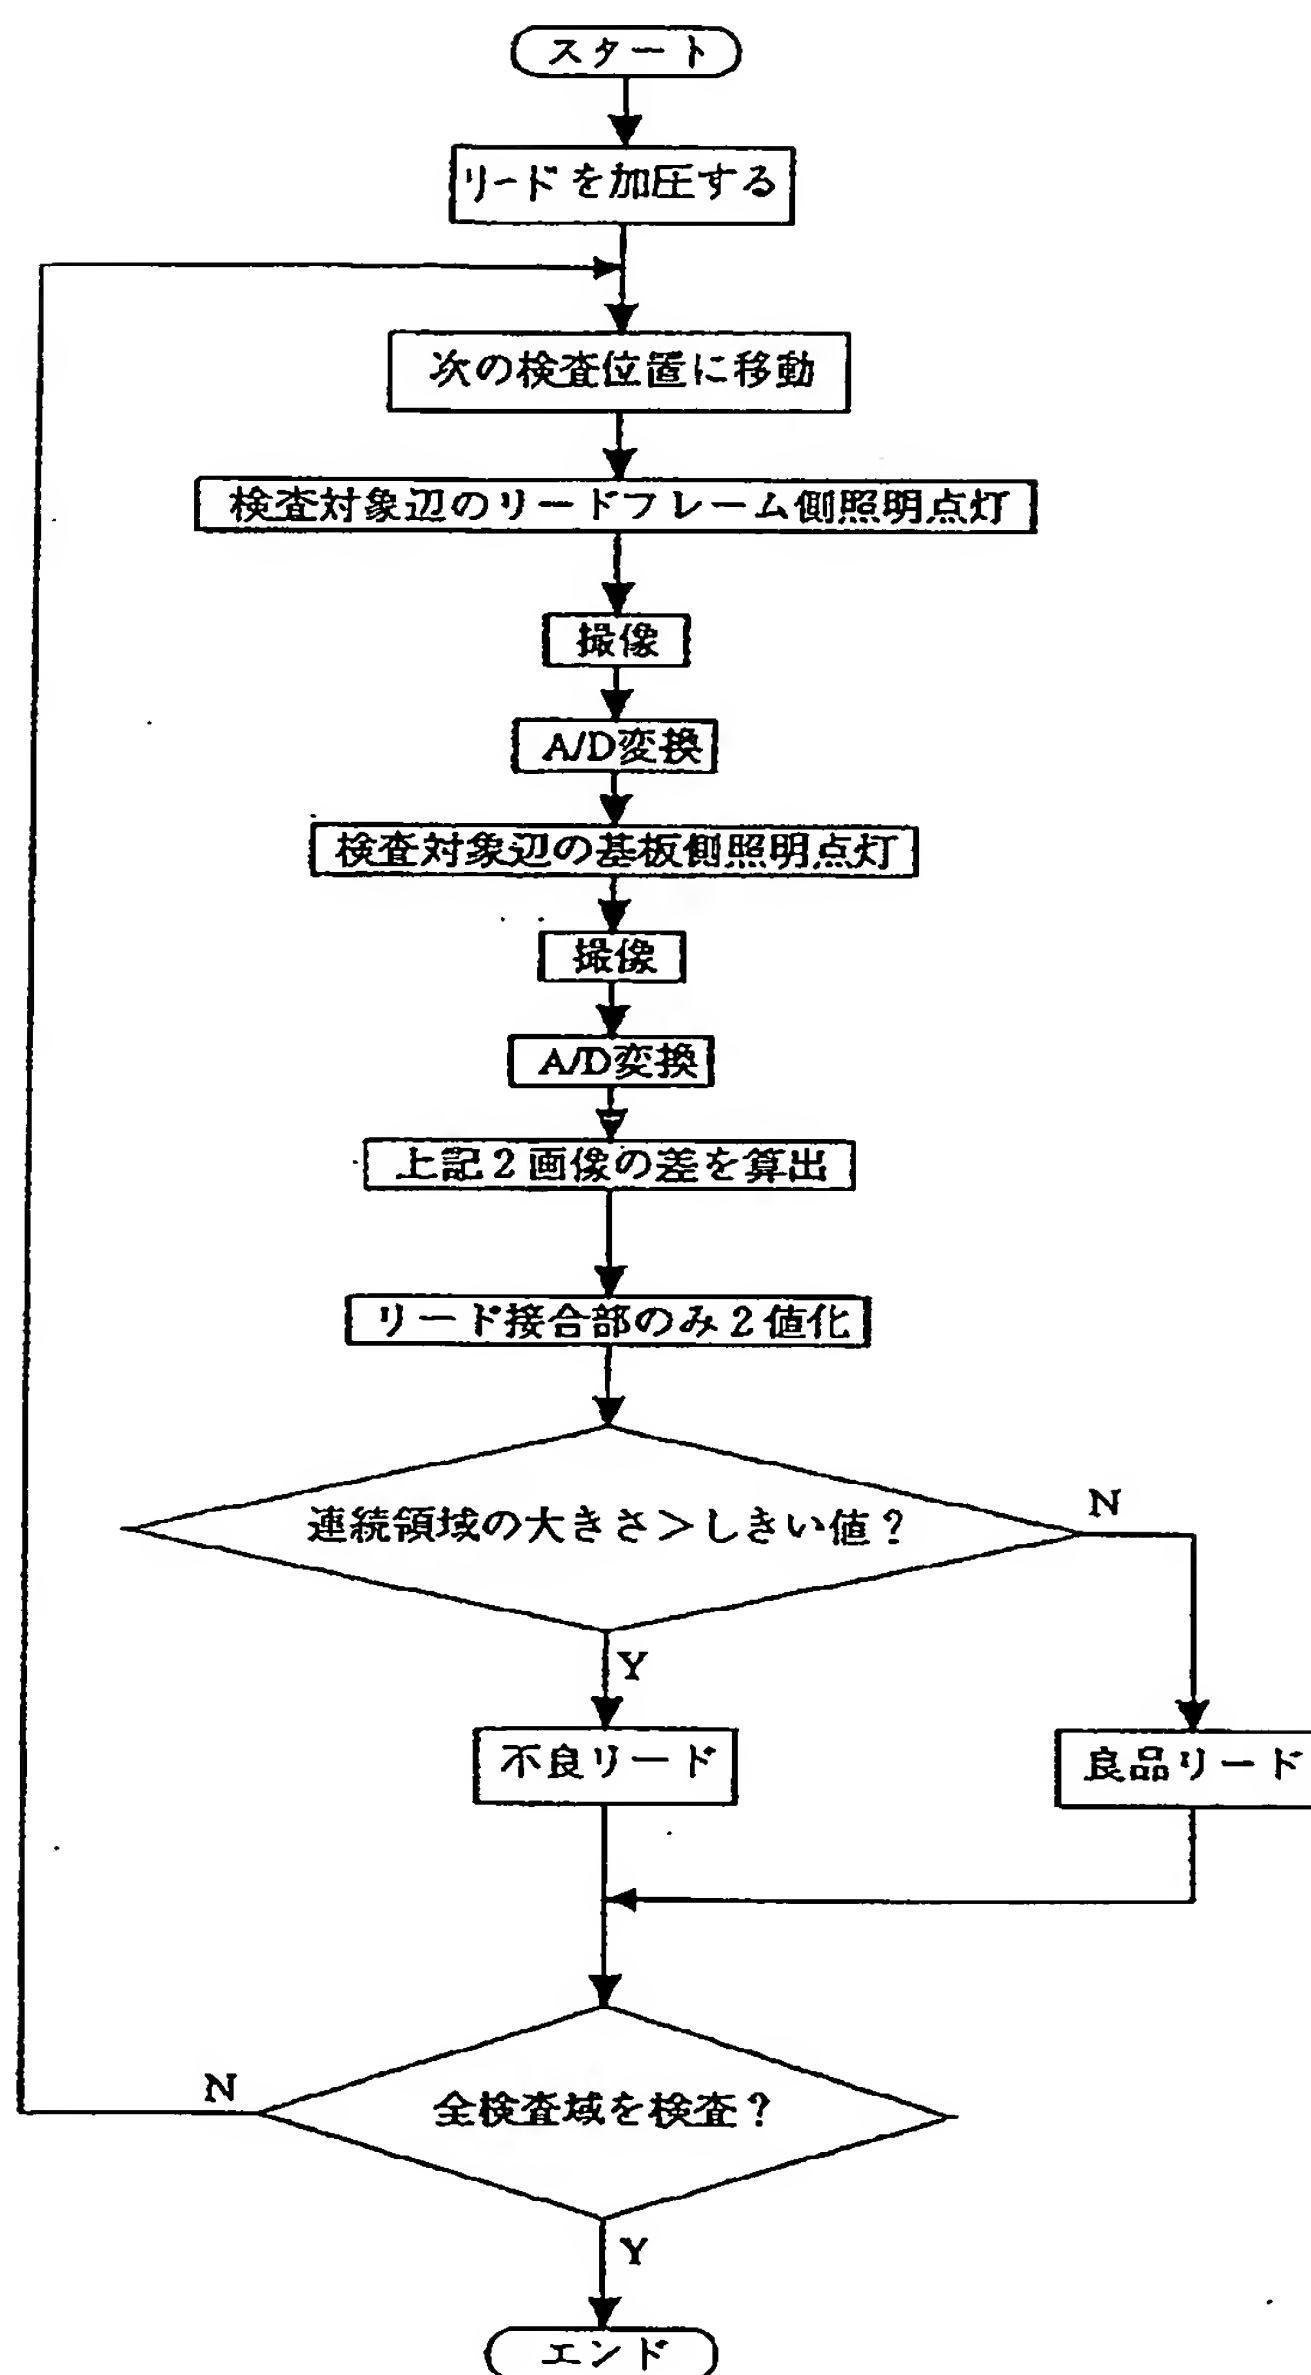 スタート
リードを加圧する
次の検査位置に移動
検査対象辺のリードフレーム側照明点灯
撮像
A/D変換
検査対象辺の基板側照明点灯
撮像
A/D変換
上記2画像の差を算出
リード接合部のみ2値化
連続領域の大きさ>しきい値?
N
Y
不良リード
良品リード
N
全検査域を検査?
Y
エンド